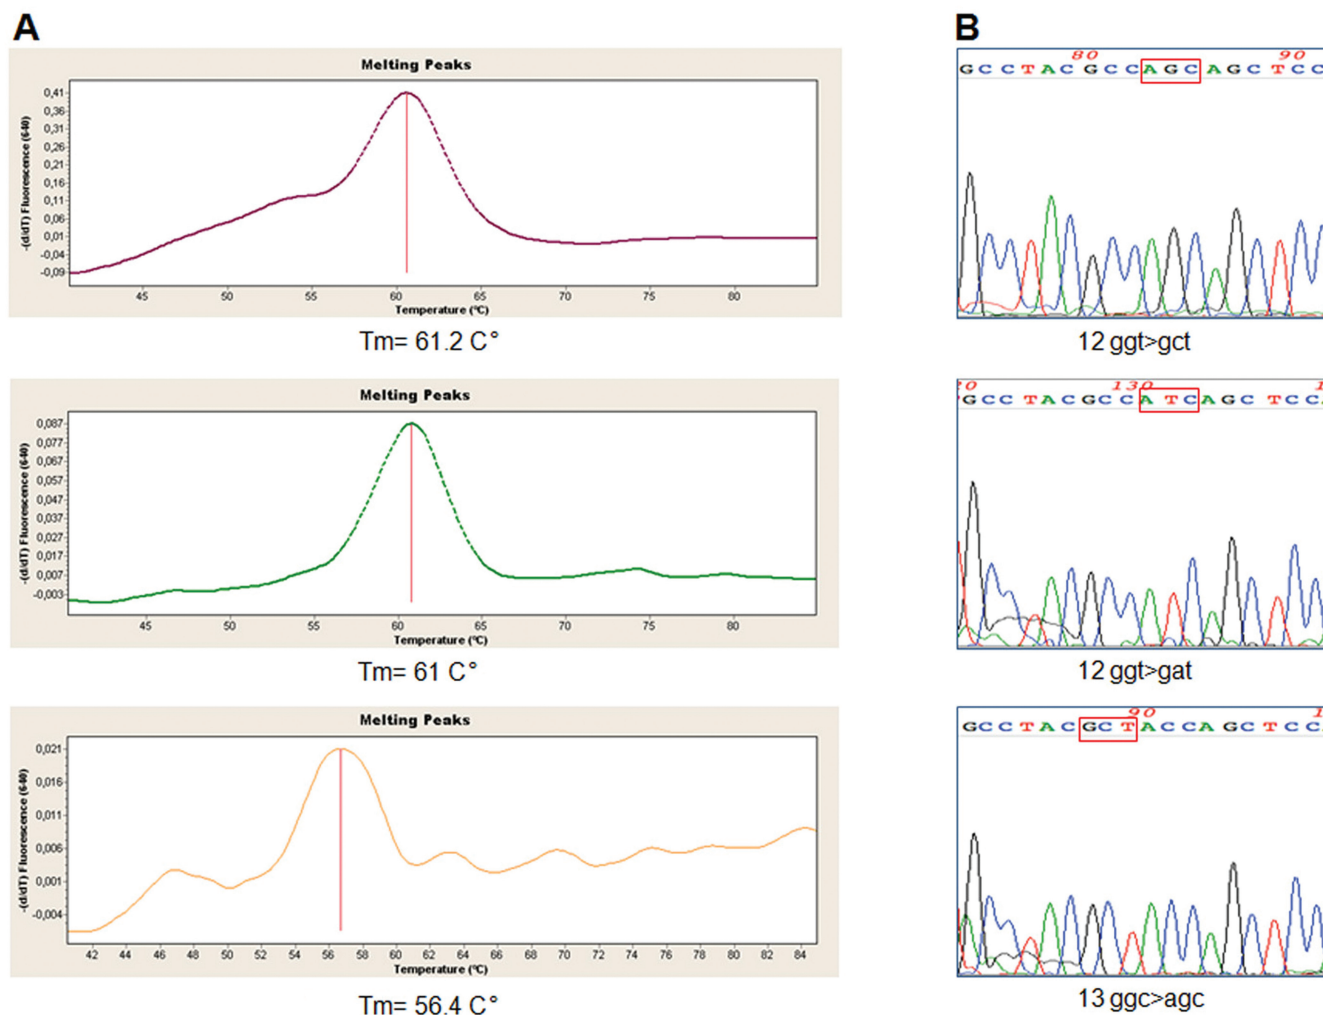 A
B
Melting Peaks
-(d/dT) Fluorescence (640)
0,41
0,36
0,31
0,26
0,21
0,16
0,11
0,06
0,01
-0,04
-0,09
45 50 55 60 65 70 75 80
Temperature (°C)
Tm= 61.2 C°
80 90
GCCTACGCCAGCAGCTCC
12 ggt>gct
Melting Peaks
-(d/dT) Fluorescence (640)
0,087
0,077
0,067
0,057
0,047
0,037
0,027
0,017
0,007
-0,003
45 50 55 60 65 70 75 80
Temperature (°C)
Tm= 61 C°
130
GCCTACGCCATCAGCTCC
12 ggt>gat
Melting Peaks
-(d/dT) Fluorescence (640)
0,021
0,016
0,011
0,006
0,001
-0,004
42 44 46 48 50 52 54 56 58 60 62 64 66 68 70 72 74 76 78 80 82 84
Temperature (°C)
Tm= 56.4 C°
90
GCCTACGCTACCAGCTCC
13 ggc>agc